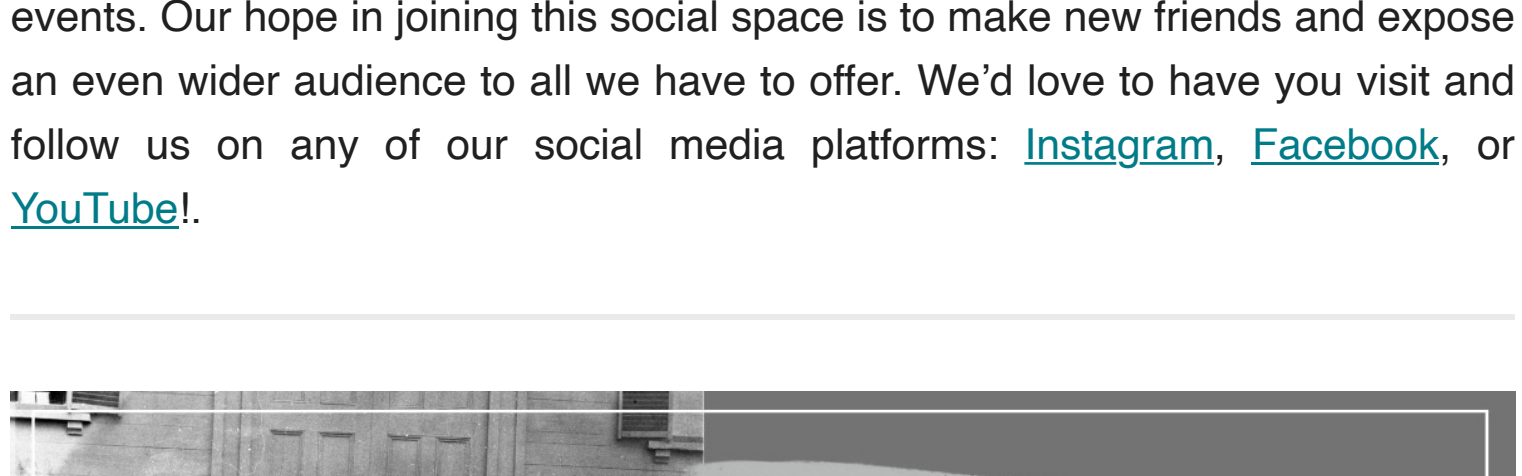 events. Our hope in joining this social space is to make new friends and expose
an even wider audience to all we have to offer. We’d love to have you visit and
follow us on any of our social media platforms: Instagram, Facebook, or
YouTube!.